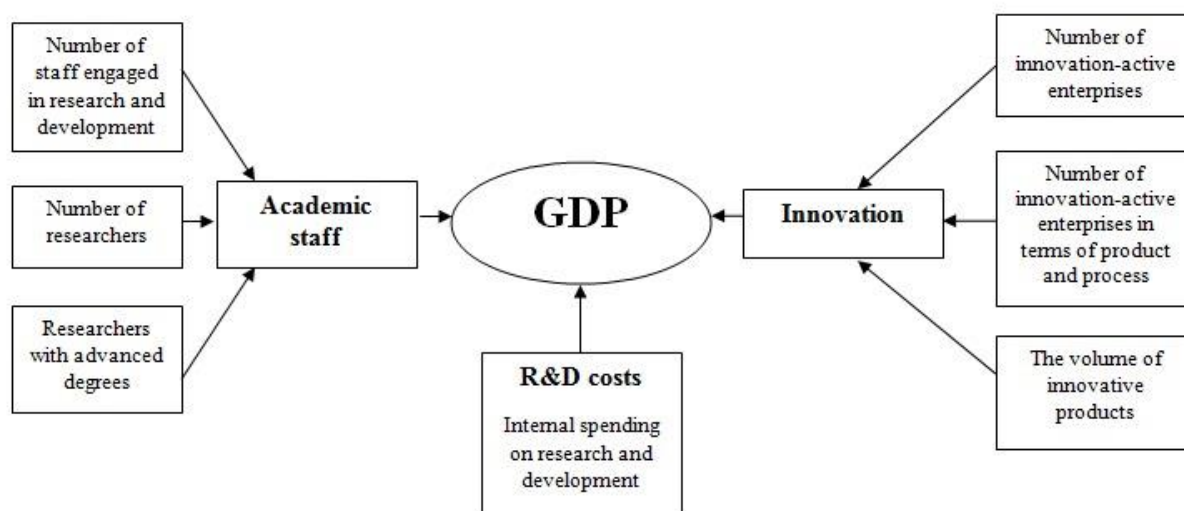 Number of
staff engaged
in research and
development
Number of
researchers
Researchers
with advanced
degrees
Academic
staff
GDP
R&D costs
Internal spending
on research and
development
Innovation
Number of
innovation-active
enterprises
Number of
innovation-active
enterprises in
terms of product
and process
The volume of
innovative
products